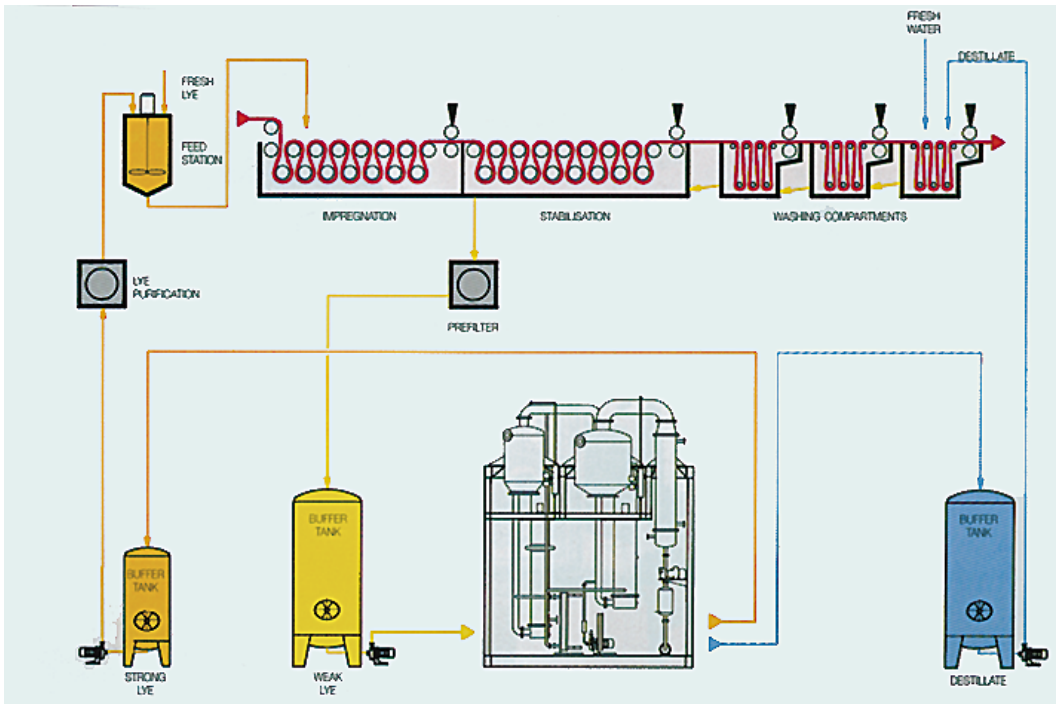 FRESH
WATER
DESTILLATE
FRESH
LYE
FEED
STATION
IMPREGNATION
STABILISATION
WASHING COMPARTMENTS
LYE
PURIFICATION
PREFILTER
BUFFER
TANK
BUFFER
TANK
BUFFER
TANK
STRONG
LYE
WEAK
LYE
DESTILLATE